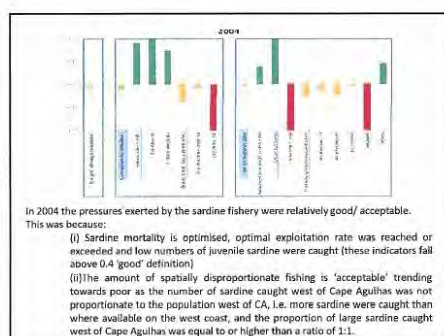 2004
In 2004 the pressures exerted by the sardine fishery were relatively good/ acceptable.
This was because:
(i) Sardine mortality is optimised, optimal exploitation rate was reached or
exceeded and low numbers of juvenile sardine were caught (these indicators fall
above 0.4 'good' definition)
(ii)The amount of spatially disproportionate fishing is 'acceptable' trending
towards poor as the number of sardine caught west of Cape Agulhas was not
proportionate to the population west of CA, i.e. more sardine were caught than
where available on the west coast, and the proportion of large sardine caught
west of Cape Agulhas was equal to or higher than a ratio of 1:1.